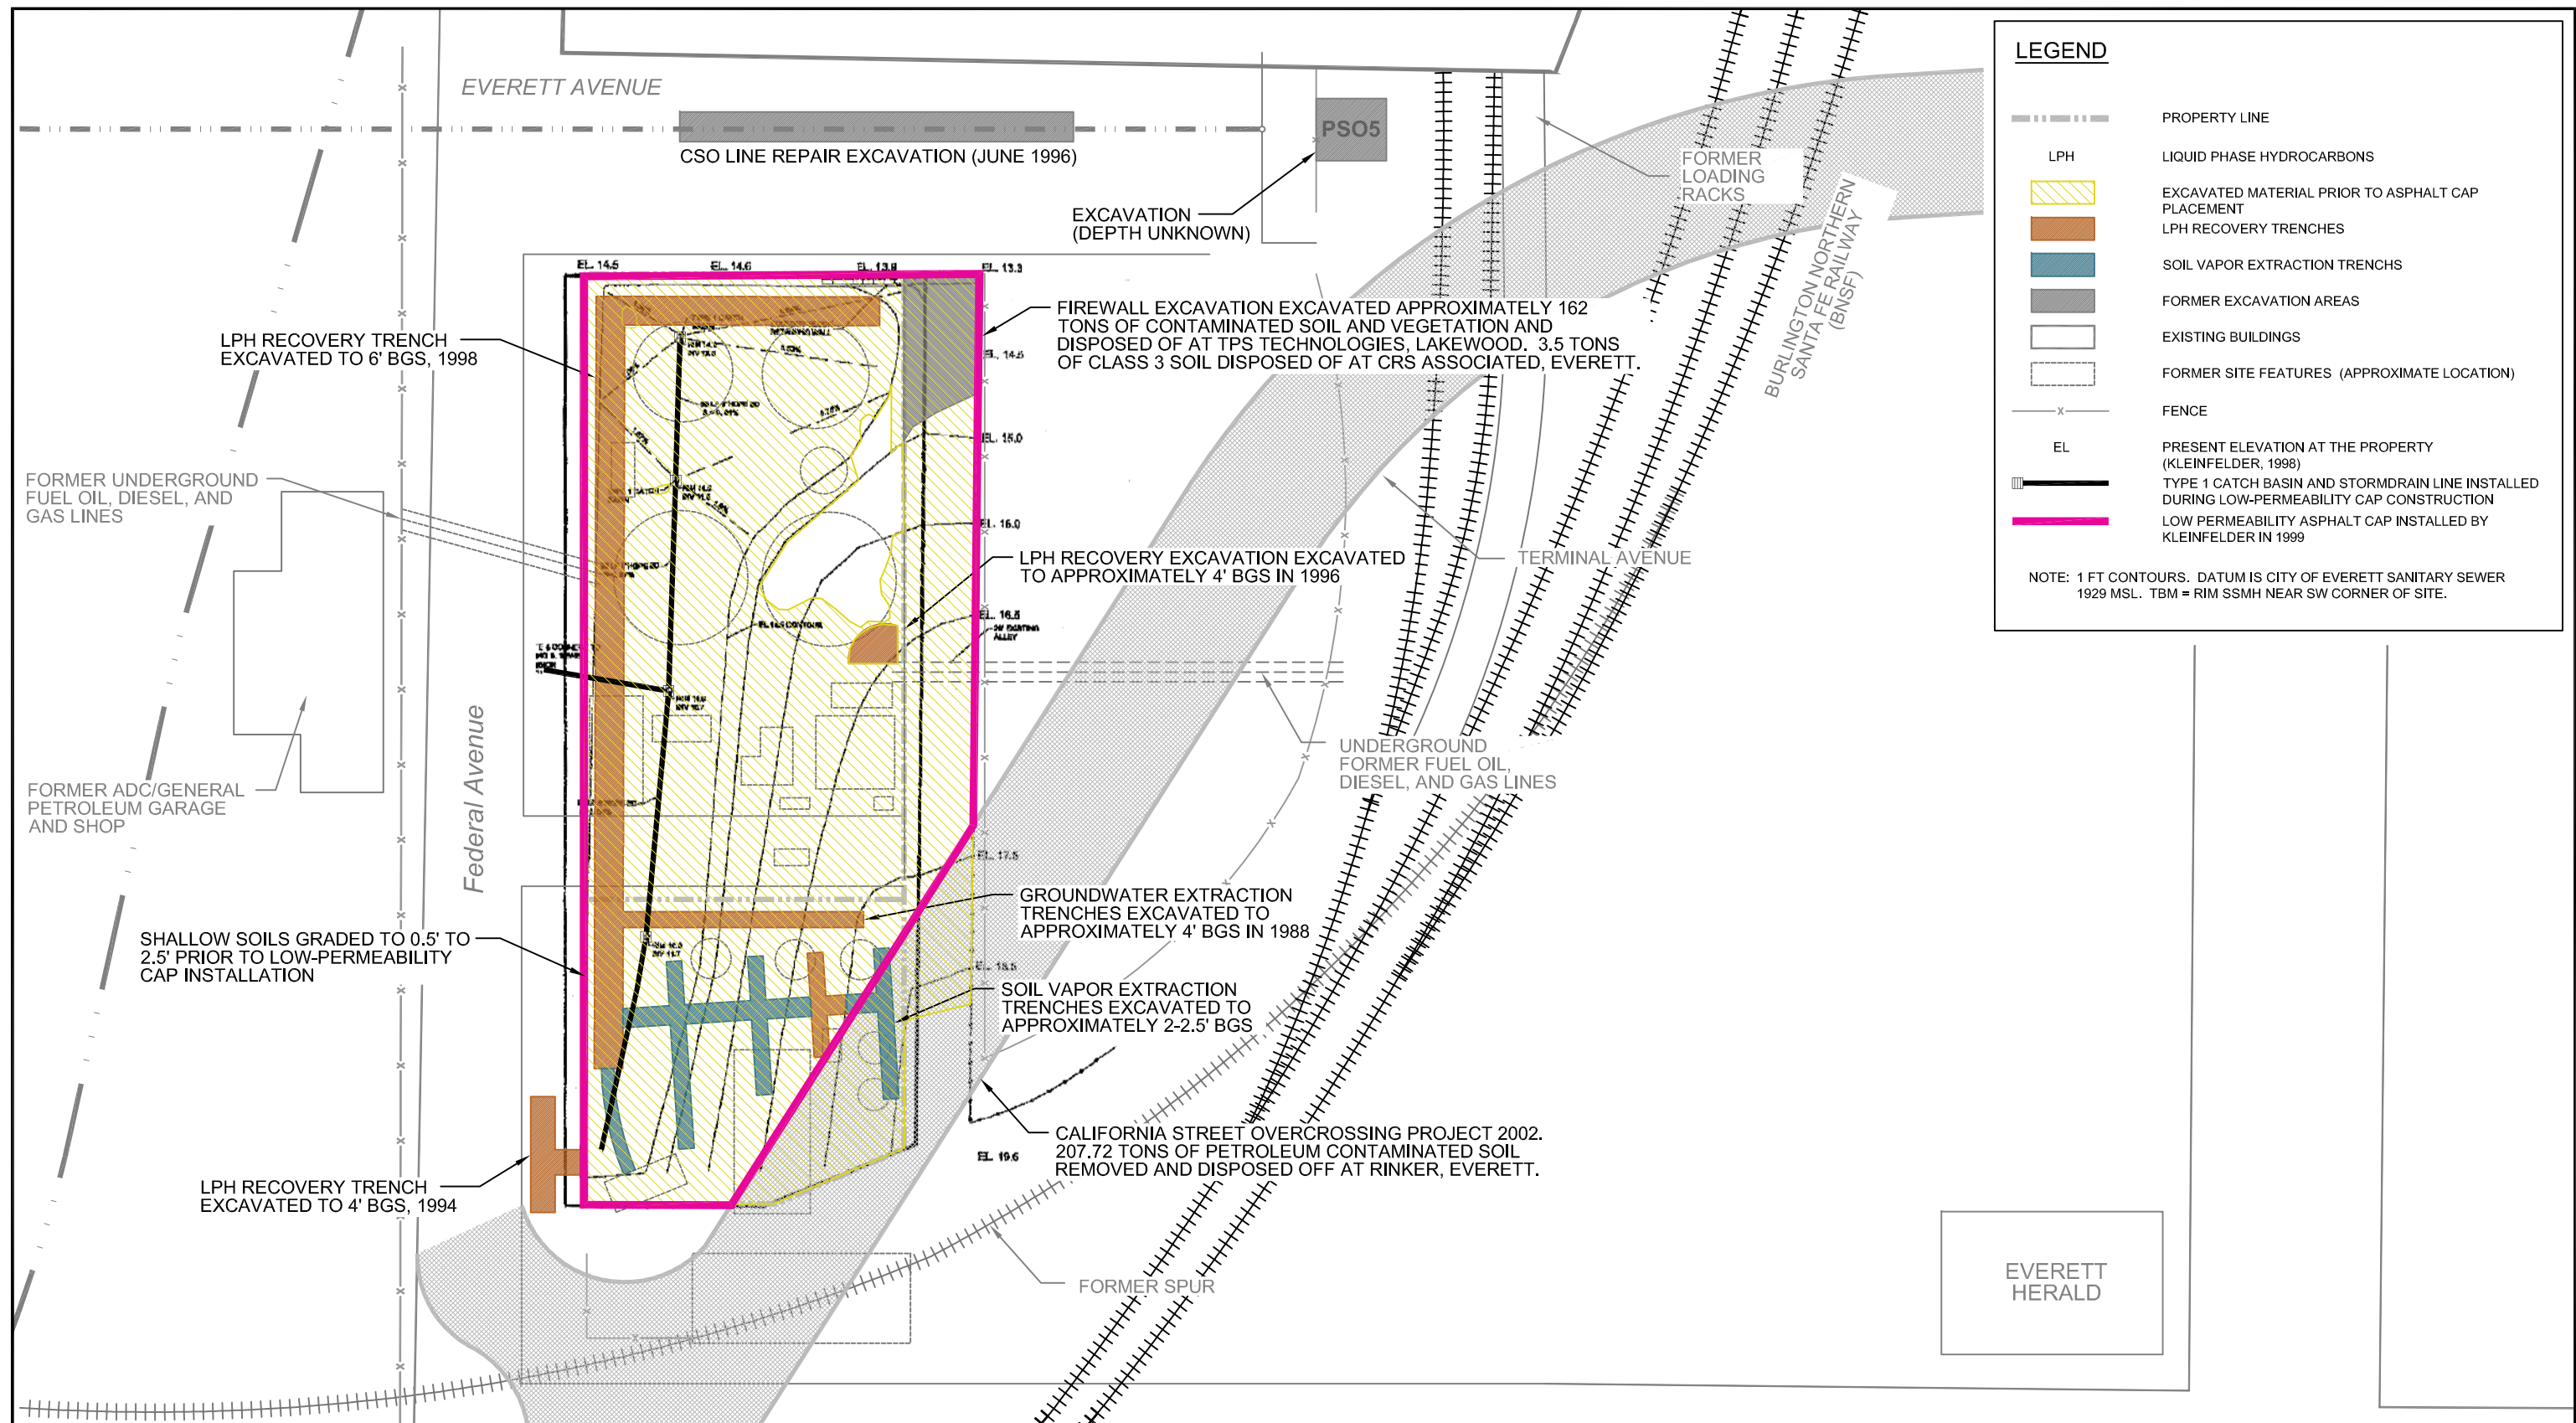 EVERETT AVENUE
CSO LINE REPAIR EXCAVATION (JUNE 1996)
PSO5
EXCAVATION
(DEPTH UNKNOWN)
FORMER
LOADING
RACKS
BURLINGTON NORTHERN
SANTA FE RAILWAY
(BNSF)
EL. 14.5
EL. 14.6
EL. 13.9
EL. 13.3
FIREWALL EXCAVATION EXCAVATED APPROXIMATELY 162
TONS OF CONTAMINATED SOIL AND VEGETATION AND
DISPOSED OF AT TPS TECHNOLOGIES, LAKEWOOD.  3.5 TONS
OF CLASS 3 SOIL DISPOSED OF AT CRS ASSOCIATED, EVERETT.
LPH RECOVERY TRENCH
EXCAVATED TO 6' BGS, 1998
EL. 14.5
EL. 15.0
FORMER UNDERGROUND
FUEL OIL, DIESEL, AND
GAS LINES
EL. 16.0
LPH RECOVERY EXCAVATION EXCAVATED
TO APPROXIMATELY 4' BGS IN 1996
TERMINAL AVENUE
EL. 16.5
ALLEY
UNDERGROUND
FORMER FUEL OIL,
DIESEL, AND GAS LINES
FORMER ADC/GENERAL
PETROLEUM GARAGE
AND SHOP
Federal Avenue
EL. 17.5
GROUNDWATER EXTRACTION
TRENCHES EXCAVATED TO
APPROXIMATELY 4' BGS IN 1988
SHALLOW SOILS GRADED TO 0.5' TO
2.5' PRIOR TO LOW-PERMEABILITY
CAP INSTALLATION
EL. 18.5
SOIL VAPOR EXTRACTION
TRENCHES EXCAVATED TO
APPROXIMATELY 2-2.5' BGS
CALIFORNIA STREET OVERCROSSING PROJECT 2002.
207.72 TONS OF PETROLEUM CONTAMINATED SOIL
REMOVED AND DISPOSED OFF AT RINKER, EVERETT.
EL. 19.6
LPH RECOVERY TRENCH
EXCAVATED TO 4' BGS, 1994
FORMER SPUR
EVERETT
HERALD
LEGEND
PROPERTY LINE
LPH LIQUID PHASE HYDROCARBONS
EXCAVATED MATERIAL PRIOR TO ASPHALT CAP
PLACEMENT
LPH RECOVERY TRENCHES
SOIL VAPOR EXTRACTION TRENCHS
FORMER EXCAVATION AREAS
EXISTING BUILDINGS
FORMER SITE FEATURES  (APPROXIMATE LOCATION)
x FENCE
EL PRESENT ELEVATION AT THE PROPERTY
(KLEINFELDER, 1998)
TYPE 1 CATCH BASIN AND STORMDRAIN LINE INSTALLED
DURING LOW-PERMEABILITY CAP CONSTRUCTION
LOW PERMEABILITY ASPHALT CAP INSTALLED BY
KLEINFELDER IN 1999
NOTE:  1 FT CONTOURS.  DATUM IS CITY OF EVERETT SANITARY SEWER
1929 MSL.  TBM = RIM SSMH NEAR SW CORNER OF SITE.